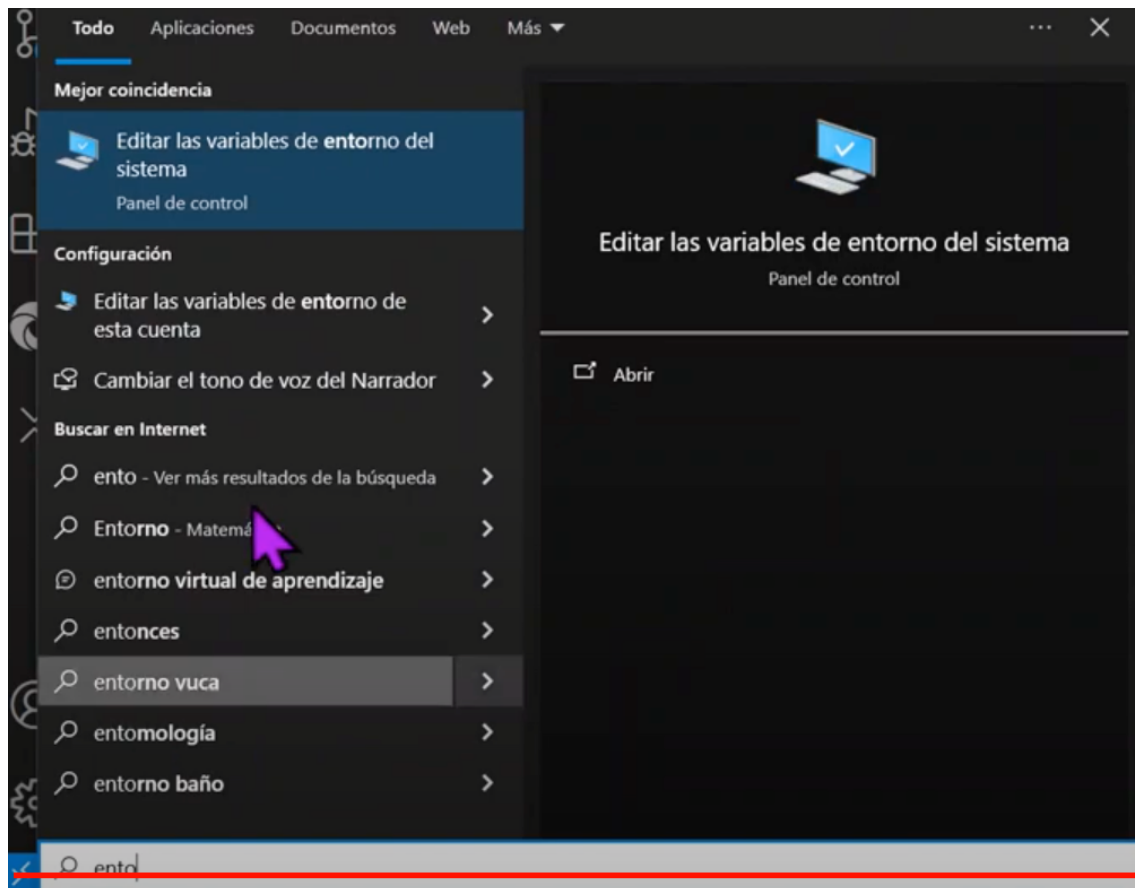 Todo Aplicaciones Documentos Web Más
Mejor coincidencia
Editar las variables de entorno del
sistema
Panel de control
Configuración
Editar las variables de entorno de
esta cuenta
Cambiar el tono de voz del Narrador
Buscar en Internet
ento - Ver más resultados de la búsqueda
Entorno -
entorno virtual de aprendizaje
entonces
entorno vuca
entomología
entorno baño
ento
Editar las variables de entorno del sistema
Panel de control
Abrir